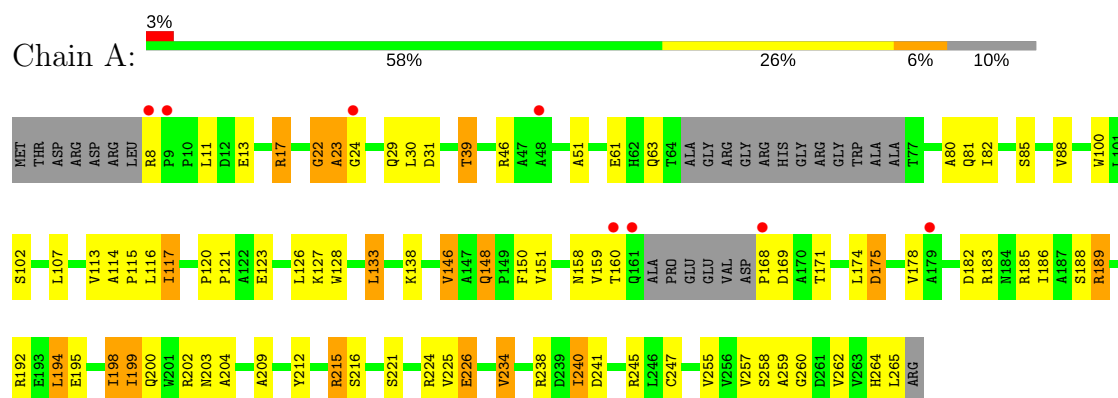 3%
Chain A:
58% 26% 6% 10%
MET THR ASP ARG ASP ARG LEU R8 P9 P10 L11 D12 E13 R17 G22 A23 G24 Q29 L30 D31 T39 R46 A47 A48 A51 E61 H62 Q63 T64 ALA GLY ARG GLY ARG HIS GLY ARG GLY TRP ALA ALA T77 A80 Q81 I82 S85 V88 W100 L101
S102 L107 V113 A114 P115 L116 I117 P120 P121 A122 E123 L126 K127 W128 L133 K138 V146 A147 Q148 P149 F150 V151 N158 V159 T160 Q161 ALA PRO GLU GLU VAL ASP P168 D169 A170 T171 L174 D175 V178 A179 D182 R183 N184 R185 I186 A187 S188 R189
R192 E193 L194 E195 I198 I199 Q200 W201 R202 N203 A204 A209 Y212 R215 S216 S221 R224 V225 E226 V234 R238 D239 I240 D241 R245 L246 C247 V255 V256 V257 S258 A259 G260 D261 V262 V263 H264 L265 ARG